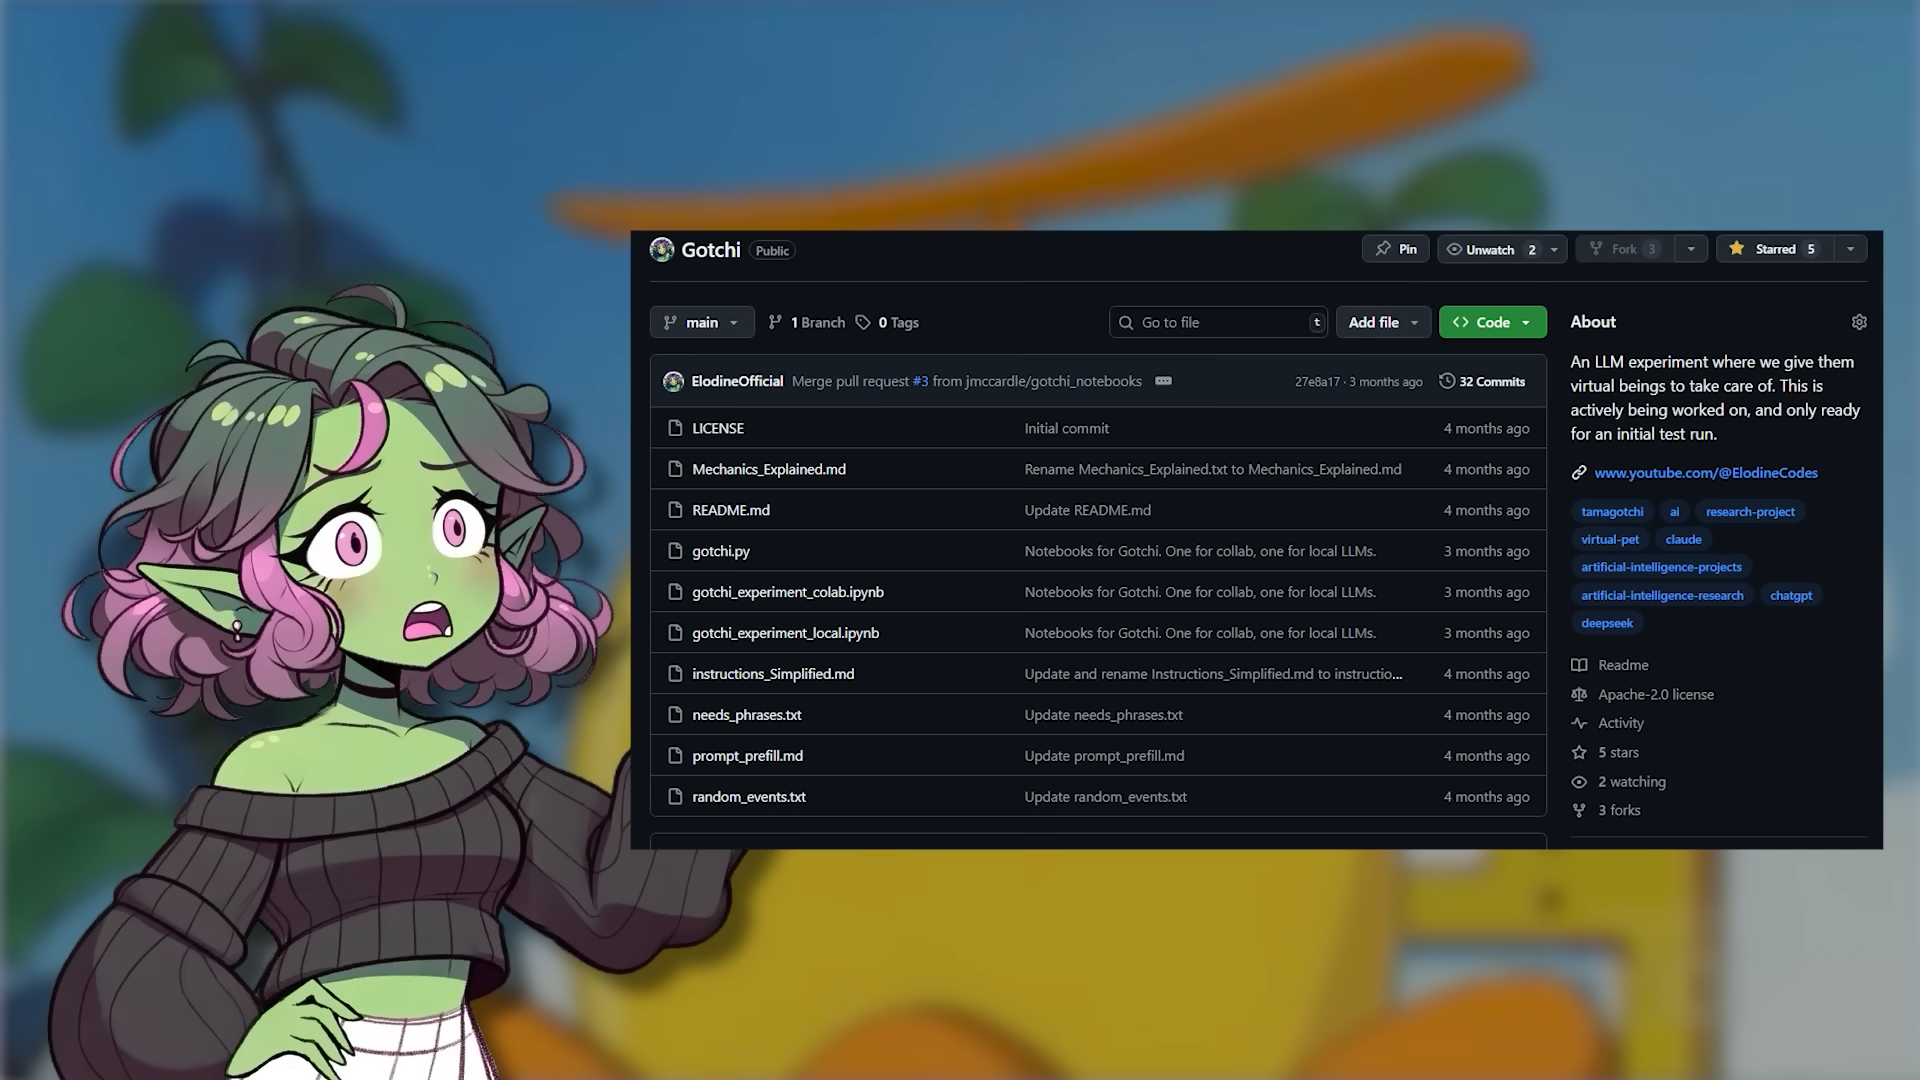 Gotchi Public
Pin
Unwatch 2
Fork 3
Starred 5
main
1 Branch
0 Tags
Go to file t
Add file
<> Code
ElodineOfficial Merge pull request #3 from jmccardle/gotchi_notebooks ... 27e8a17 · 3 months ago 32 Commits
LICENSE Initial commit 4 months ago
Mechanics_Explained.md Rename Mechanics_Explained.txt to Mechanics_Explained.md 4 months ago
README.md Update README.md 4 months ago
gotchi.py Notebooks for Gotchi. One for collab, one for local LLMs. 3 months ago
gotchi_experiment_colab.ipynb Notebooks for Gotchi. One for collab, one for local LLMs. 3 months ago
gotchi_experiment_local.ipynb Notebooks for Gotchi. One for collab, one for local LLMs. 3 months ago
instructions_Simplified.md Update and rename Instructions_Simplified.md to instructio... 4 months ago
needs_phrases.txt Update needs_phrases.txt 4 months ago
prompt_prefill.md Update prompt_prefill.md 4 months ago
random_events.txt Update random_events.txt 4 months ago
About
An LLM experiment where we give them
virtual beings to take care of. This is
actively being worked on, and only ready
for an initial test run.
www.youtube.com/@ElodineCodes
tamagotchi ai research-project
virtual-pet claude
artificial-intelligence-projects
artificial-intelligence-research chatgpt
deepseek
Readme
Apache-2.0 license
Activity
5 stars
2 watching
3 forks